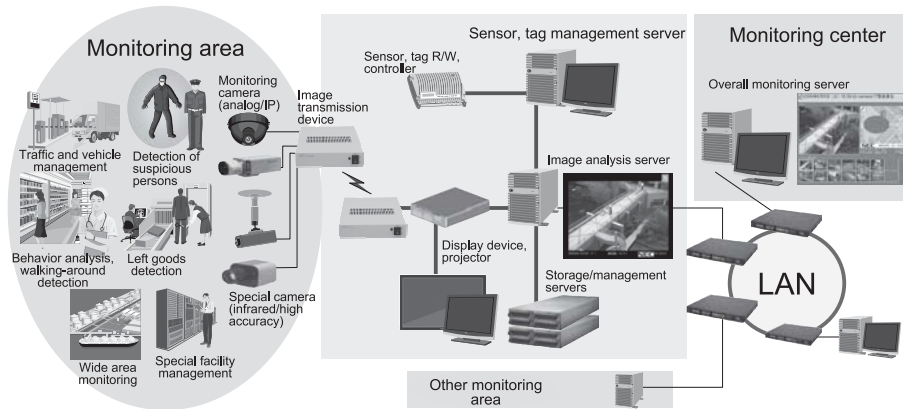 Monitoring area
Monitoring
camera
(analog/IP)
Image
transmission
device
Traffic and vehicle
management
Detection of
suspicious
persons
Behavior analysis,
walking-around
detection
Left goods
detection
Special camera
(infrared/high
accuracy)
Wide area
monitoring
Special facility
management
Sensor, tag management server
Sensor, tag R/W,
controller
Image analysis server
Display device,
projector
Storage/management
servers
Other monitoring
area
Monitoring center
Overall monitoring server
LAN